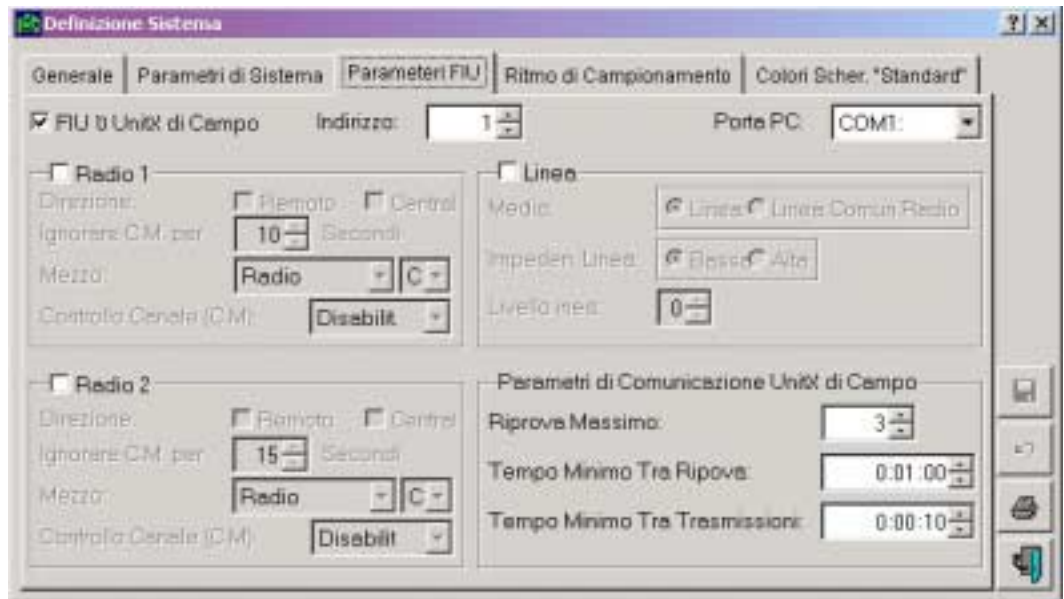 Definizione Sistema
Generale Parametri di Sistema Parameteri FIU Ritmo di Campionamento Colori Scher. "Standard"
FIU ò UnitX di Campo Indirizzo: 1 Porta PC: COM1:
Radio 1
Direzione: Remoto Central
Ignorare C.M. per 10 Secondi
Mezzo: Radio C
Controllo Canale (C.M): Disabilit
Linea
Medio: Linea Linea Comun Radio
Impeden. Linea: Bassa Alta
Livello inea: 0
Radio 2
Direzione: Remoto Central
Ignorare C.M. per 15 Secondi
Mezzo: Radio C
Controllo Canale (C.M): Disabilit
Parametri di Comunicazione UnitX di Campo
Riprova Massimo: 3
Tempo Minimo Tra Ripova: 0:01:00
Tempo Minimo Tra Trasmissioni: 0:00:10